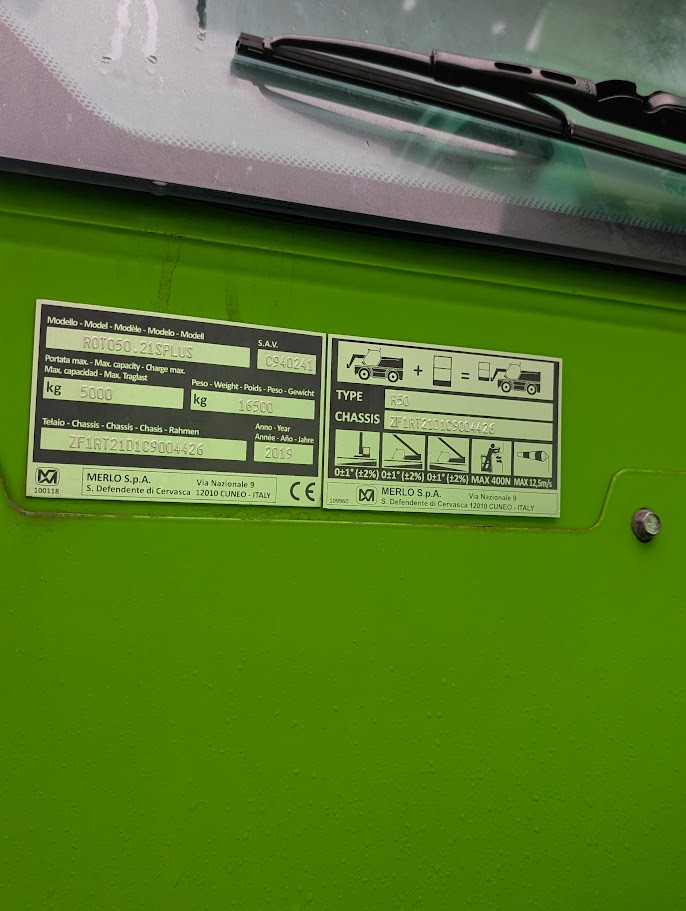 Modello - Model - Modèle - Modelo - Modell
ROTO50.21SPLUS
S.A.V.
C940241
Portata max. - Max. capacity - Charge max.
Max. capacidad - Max. Traglast
kg 5000
Peso - Weight - Poids - Peso - Gewicht
kg 16500
Telaio - Chassis - Chassis - Chasis - Rahmen
ZF1RT21D1C9004426
Anno - Year
Année - Año - Jahre
2019
100118
MERLO S.p.A. Via Nazionale 9
S. Defendente di Cervasca 12010 CUNEO - ITALY
CE
+ =
TYPE R50
CHASSIS ZF1RT21D1C9004426
0±1° (±2%) 0±1° (±2%) 0±1° (±2%) MAX 400N MAX 12,5m/s
109960
MERLO S.p.A. Via Nazionale 9
S. Defendente di Cervasca 12010 CUNEO - ITALY